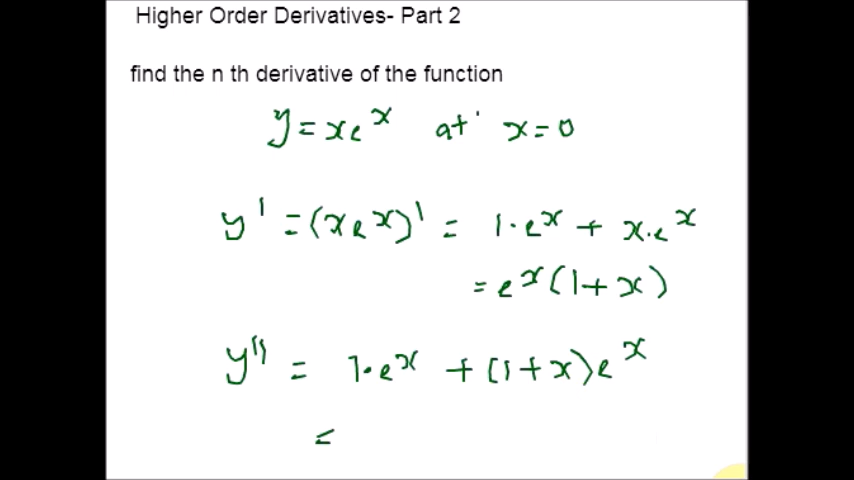 Higher Order Derivatives- Part 2
find the n th derivative of the function
y = xe^x at x = 0
y' = (xe^x)' = 1·e^x + x·e^x
= e^x(1+x)
y'' = 1·e^x + (1+x)e^x
=